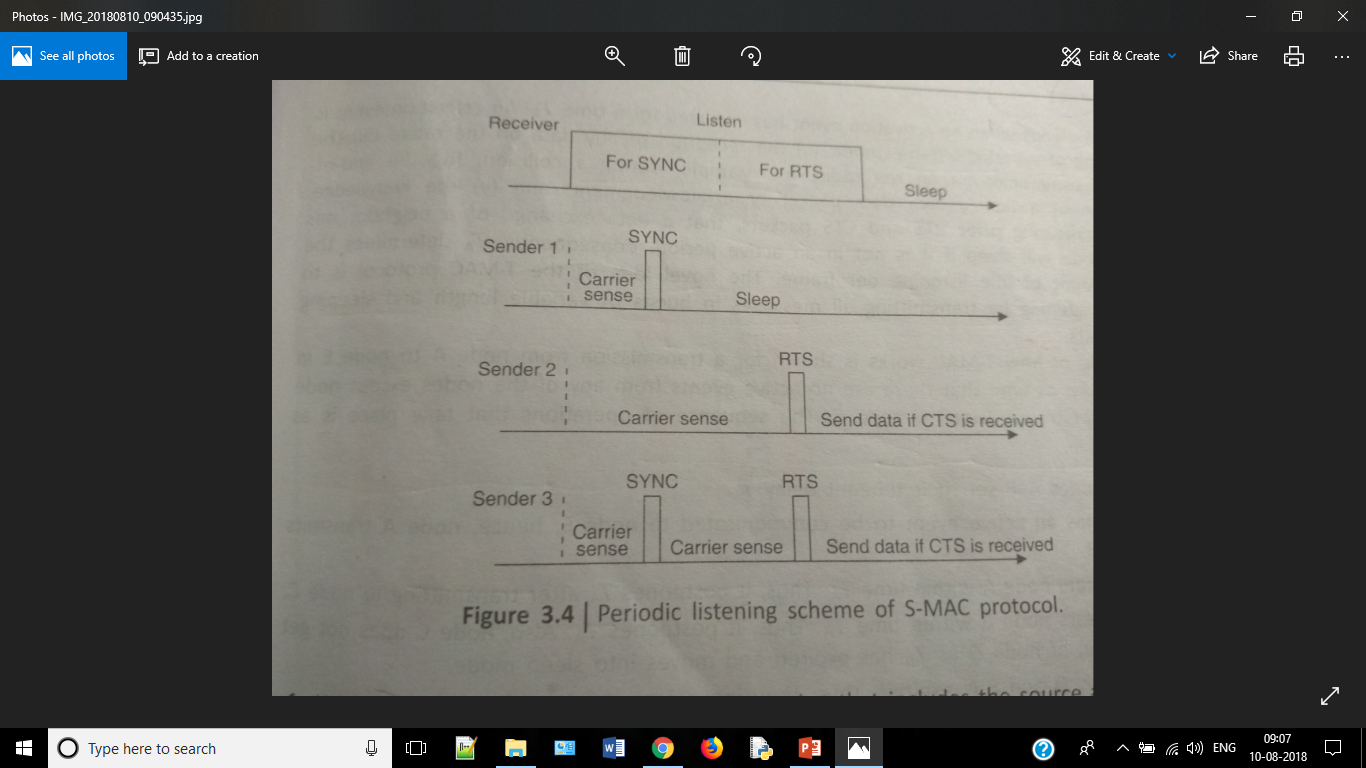 Photos - IMG_20180810_090435.jpg
See all photos
Add to a creation
Edit & Create
Share
Receiver
Listen
For SYNC
For RTS
Sleep
SYNC
Sender 1
Carrier
sense
Sleep
RTS
Sender 2
Carrier sense
Send data if CTS is received
SYNC
RTS
Sender 3
Carrier
sense
Carrier sense
Send data if CTS is received
Figure 3.4 | Periodic listening scheme of S-MAC protocol.
includes the source
Type here to search
ENG
09:07
10-08-2018